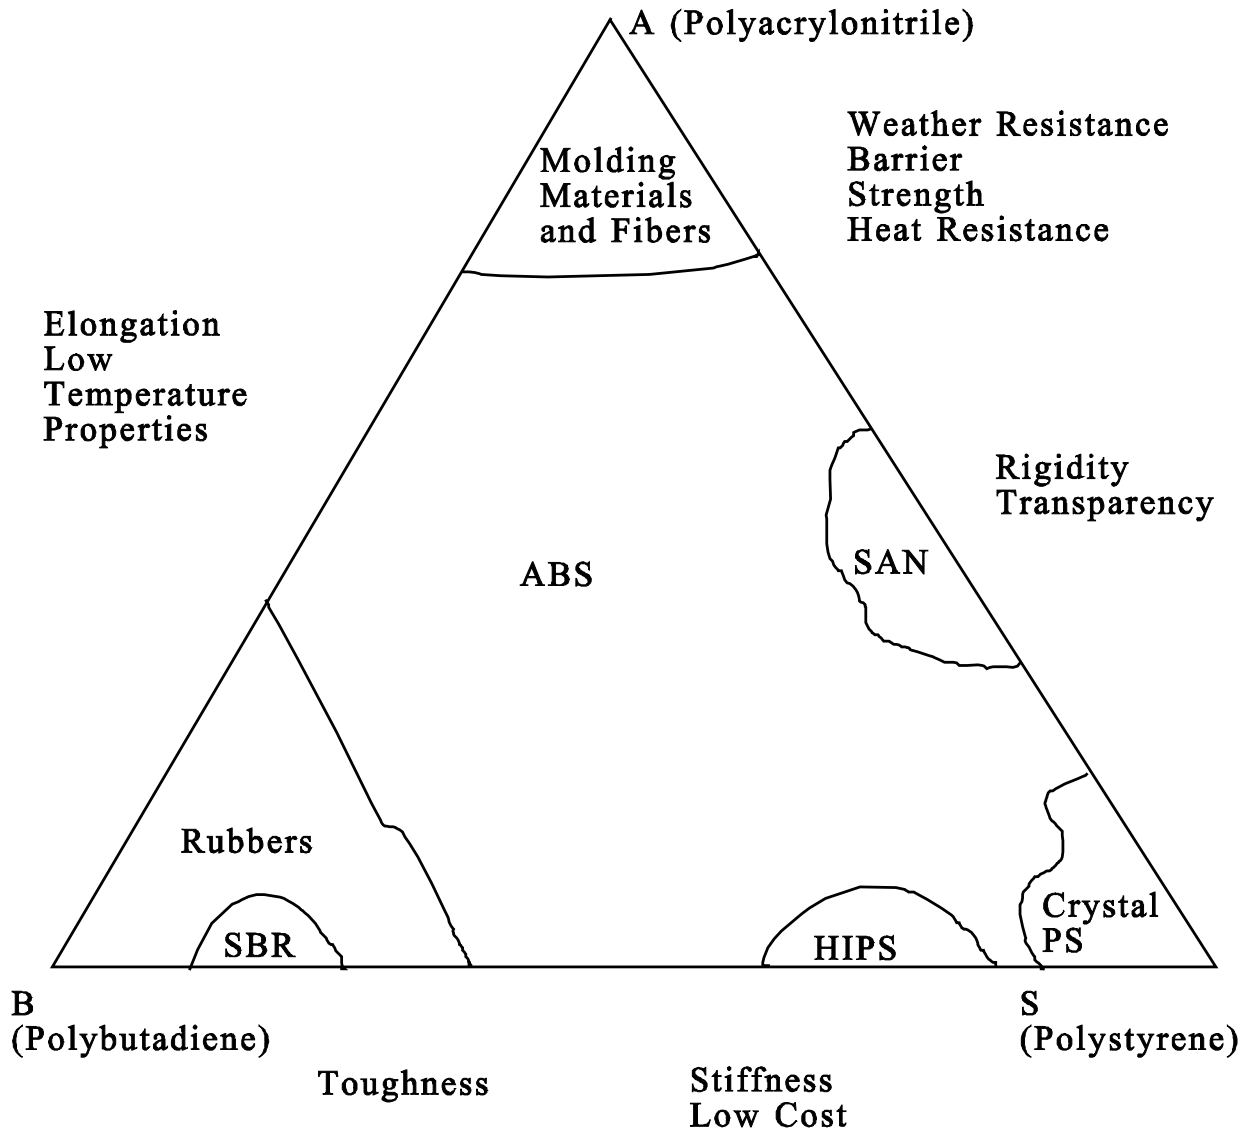 A (Polyacrylonitrile)
Weather Resistance
Barrier
Strength
Heat Resistance
Molding
Materials
and Fibers
Elongation
Low
Temperature
Properties
Rigidity
Transparency
SAN
ABS
Rubbers
SBR
HIPS
Crystal
PS
B
(Polybutadiene)
S
(Polystyrene)
Toughness
Stiffness
Low Cost